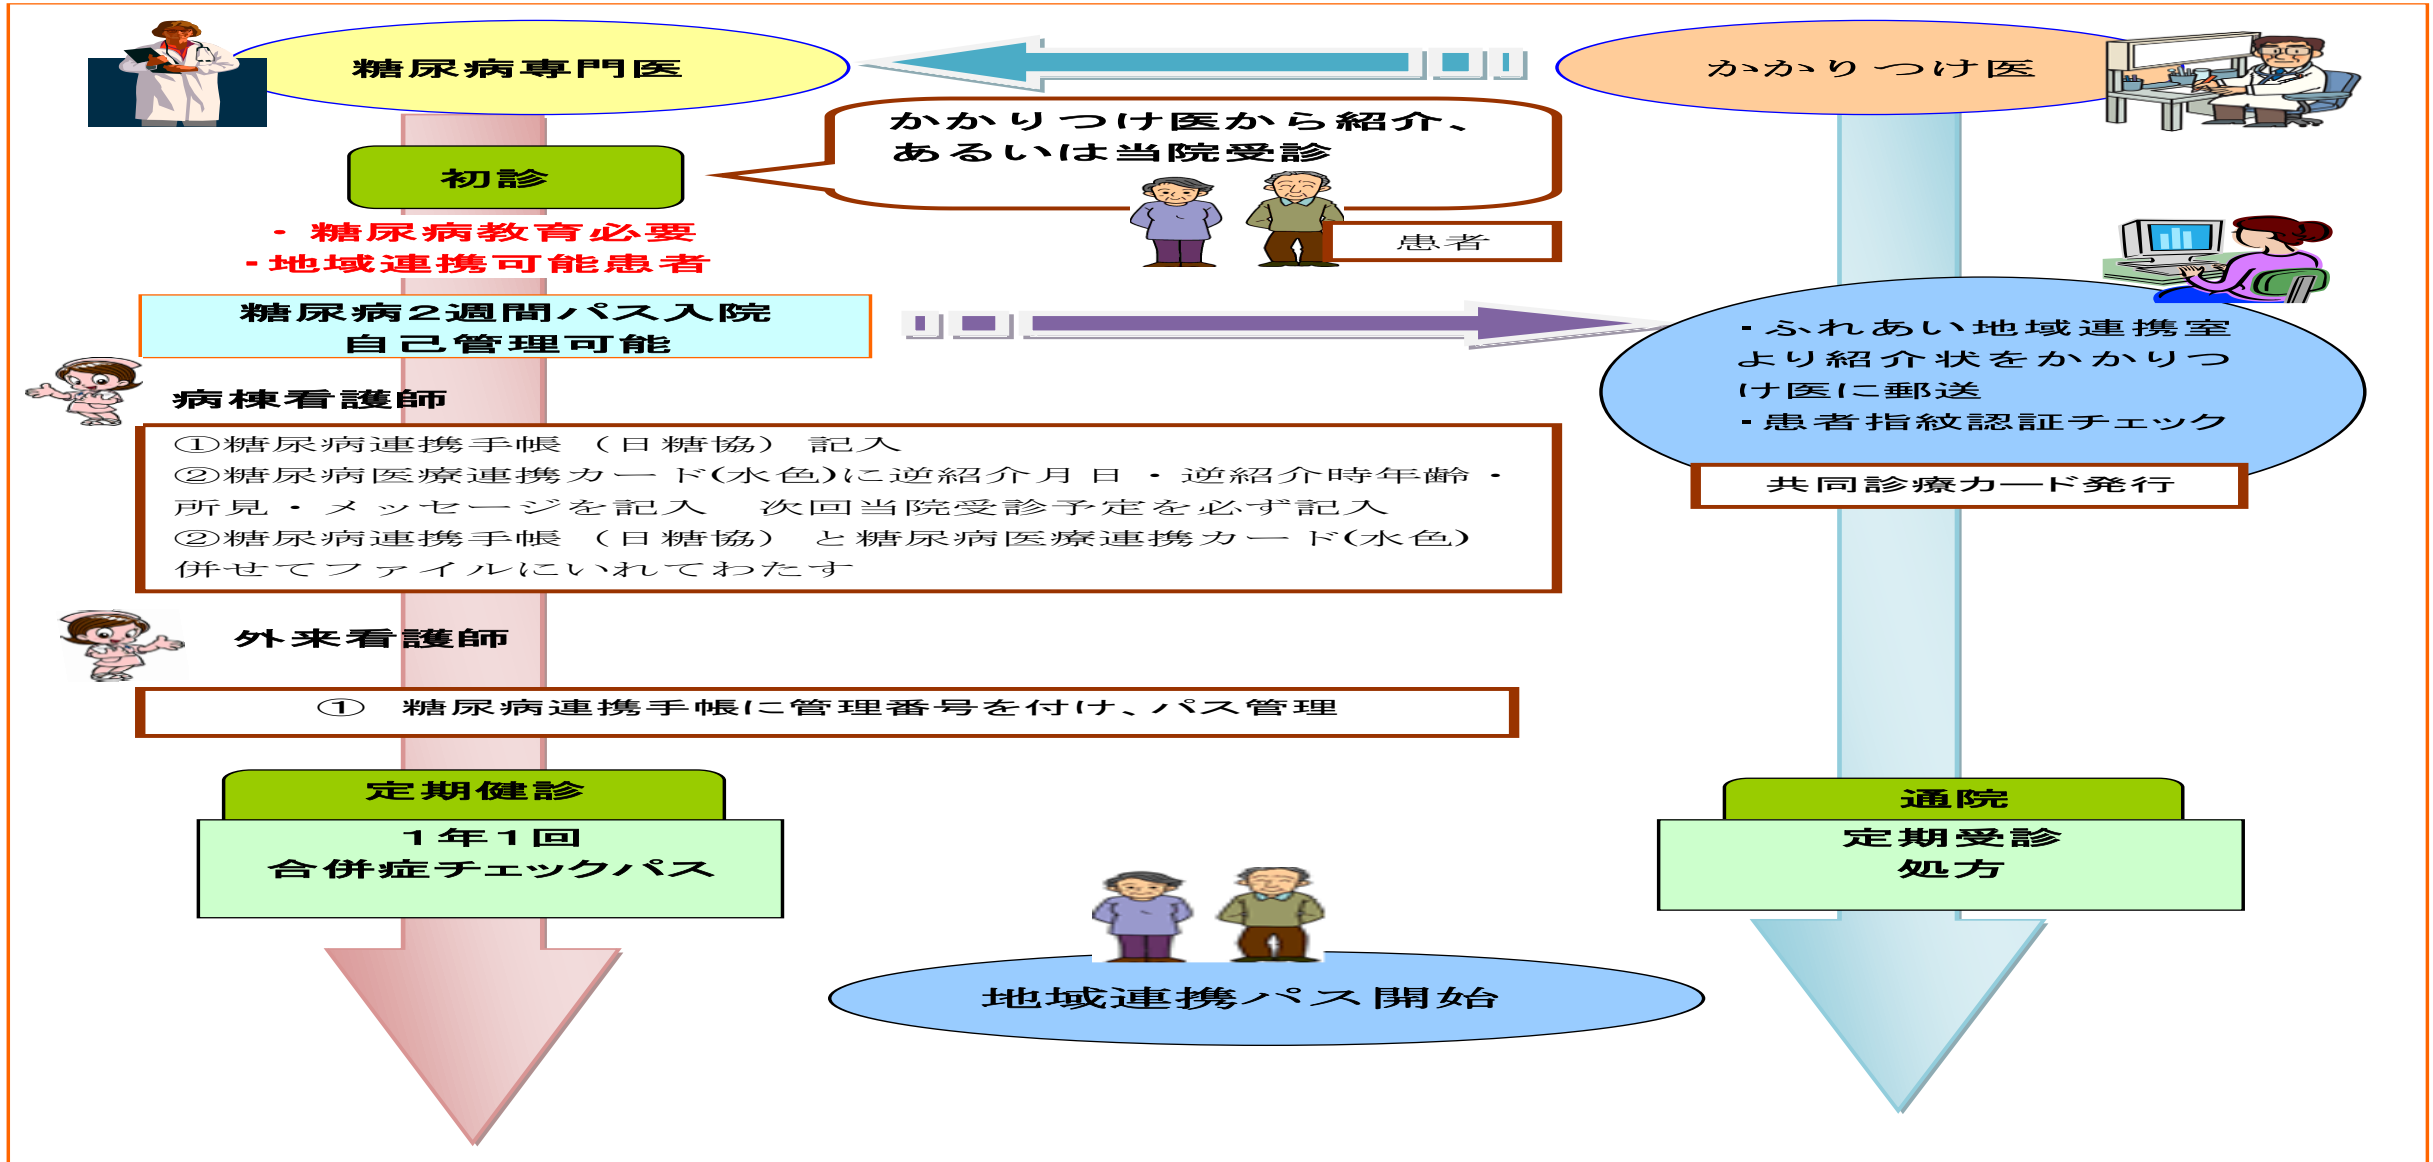 糖尿病専門医
かかりつけ医
かかりつけ医から紹介、
あるいは当院受診
初診
患者
・糖尿病教育必要
・地域連携可能患者
糖尿病2週間パス入院
自己管理可能
・ふれあい地域連携室
より紹介状をかかりつ
け医に郵送
・患者指紋認証チェック
共同診療カード発行
病棟看護師
①糖尿病連携手帳（日糖協）記入
②糖尿病医療連携カード(水色)に逆紹介月日・逆紹介時年齢・
所見・メッセージを記入　次回当院受診予定を必ず記入
②糖尿病連携手帳（日糖協）と糖尿病医療連携カード(水色)
併せてファイルにいれてわたす
外来看護師
①　糖尿病連携手帳に管理番号を付け、パス管理
定期健診
1年1回
合併症チェックパス
通院
定期受診
処方
地域連携パス開始